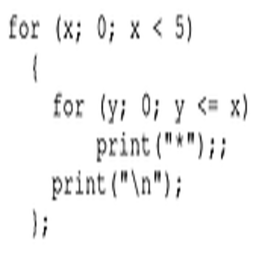 for (x; 0; x < 5)
{
for (y; 0; y <= x)
print("*");;
print("\n");
);